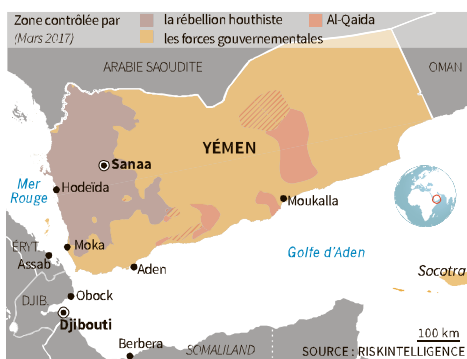 Zone contrôlée par
(Mars 2017)
la rébellion houthiste
Al-Qaida
les forces gouvernementales
ARABIE SAOUDITE
OMAN
YÉMEN
Sanaa
Mer
Rouge
Hodeïda
Moukalla
Moka
Golfe d'Aden
ÉRYT.
Assab
Aden
Socotra
DJIB.
Obock
Djibouti
100 km
Berbera
SOMALILAND
SOURCE : RISKINTELLIGENCE